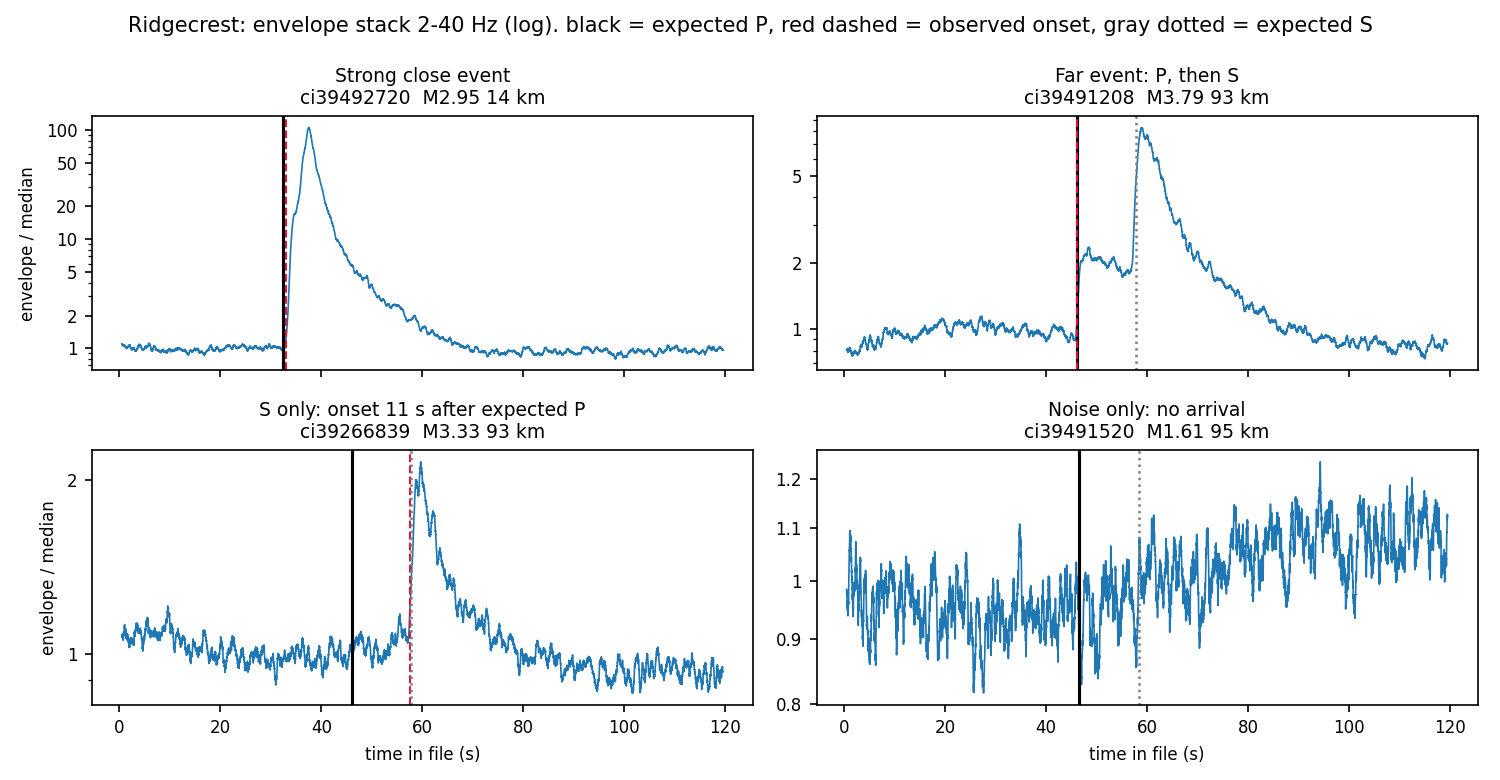 Ridgecrest: envelope stack 2-40 Hz (log). black = expected P, red dashed = observed onset, gray dotted = expected S
Strong close event
ci39492720  M2.95 14 km
envelope / median
100
50
20
10
5
2
1
Far event: P, then S
ci39491208  M3.79 93 km
5
2
1
S only: onset 11 s after expected P
ci39266839  M3.33 93 km
envelope / median
2
1
0 20 40 60 80 100 120
time in file (s)
Noise only: no arrival
ci39491520  M1.61 95 km
1.2
1.1
1
0.9
0.8
0 20 40 60 80 100 120
time in file (s)